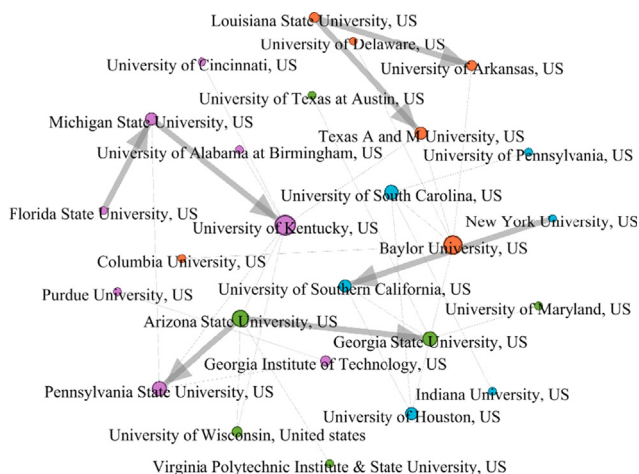 Louisiana State University, US
University of Delaware, US
University of Cincinnati, US
University of Arkansas, US
University of Texas at Austin, US
Michigan State University, US
Texas A and M University, US
University of Alabama at Birmingham, US
University of Pennsylvania, US
University of South Carolina, US
Florida State University, US
New York University, US
University of Kentucky, US
Baylor University, US
Columbia University, US
Purdue University, US
University of Southern California, US
University of Maryland, US
Arizona State University, US
Georgia State University, US
Georgia Institute of Technology, US
Pennsylvania State University, US
Indiana University, US
University of Houston, US
University of Wisconsin, United states
Virginia Polytechnic Institute & State University, US